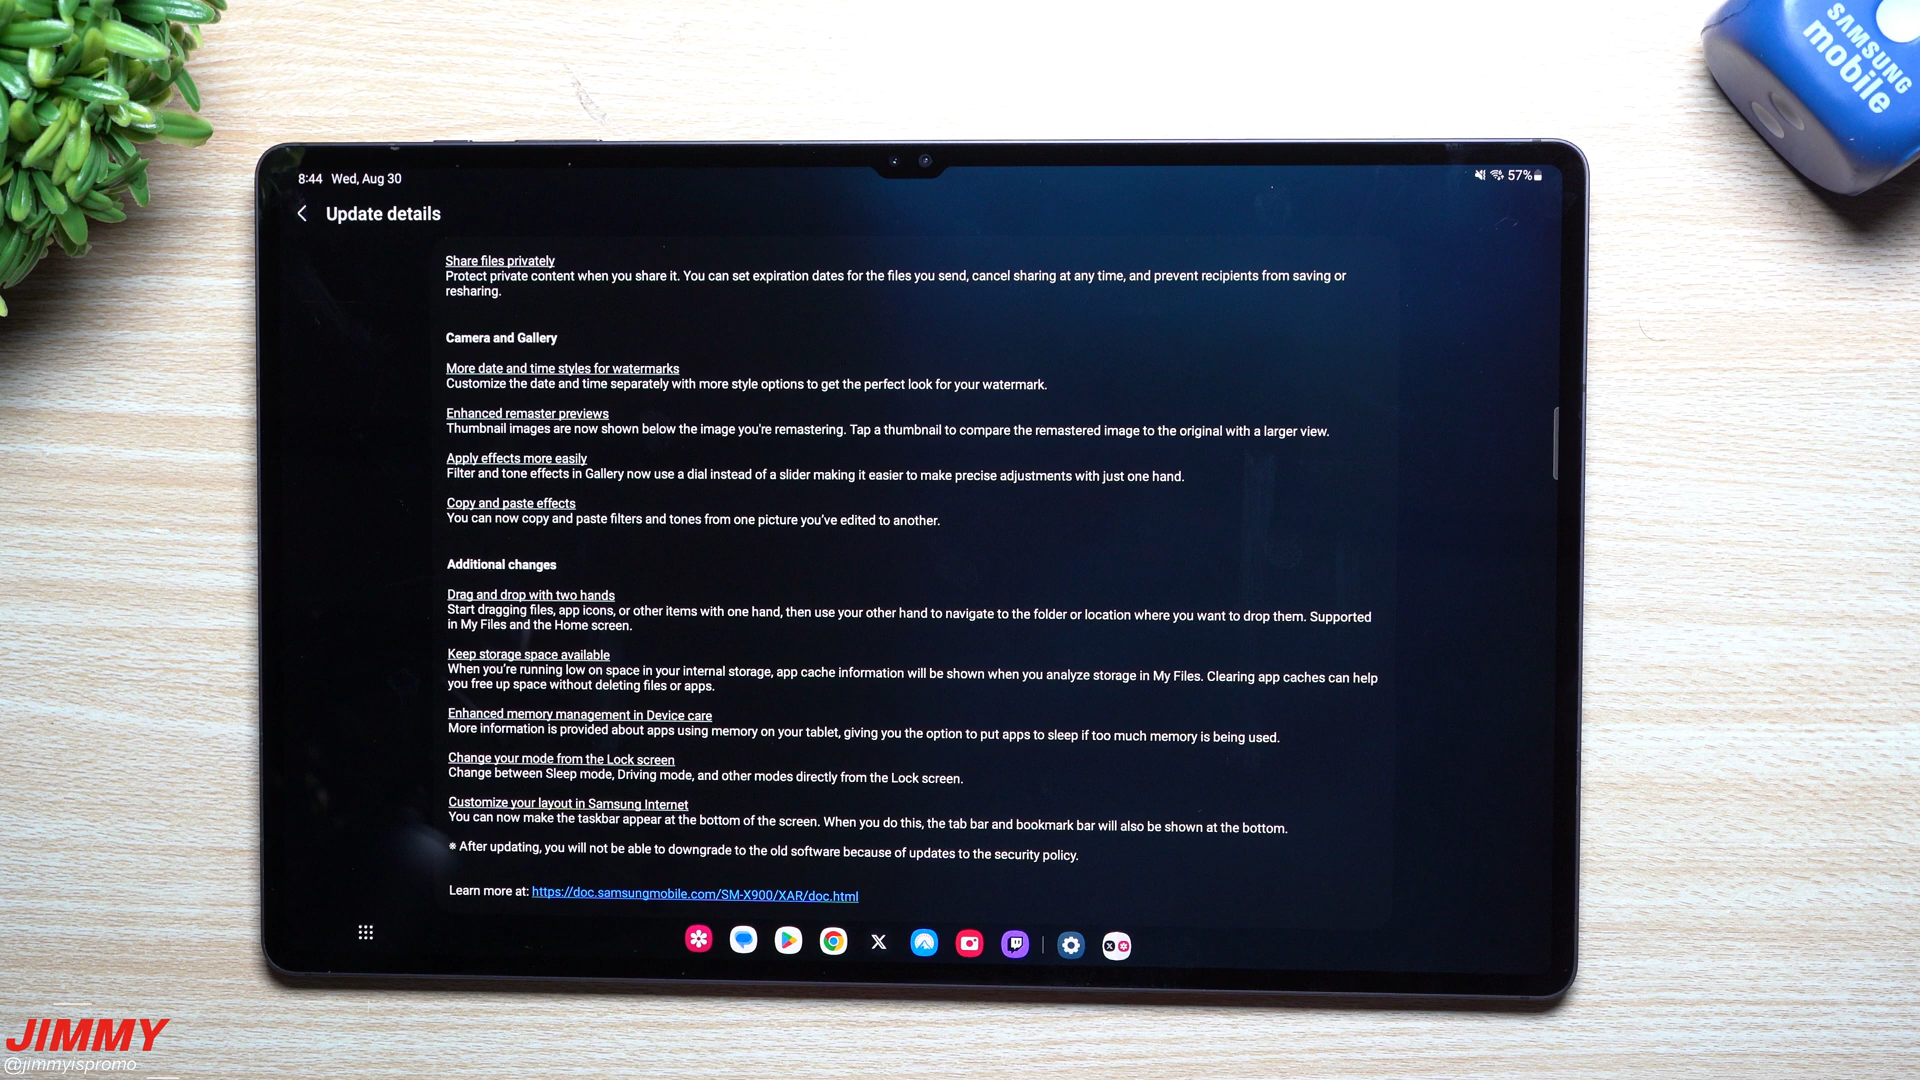 SAMSUNG
mobile
8:44 Wed, Aug 30
57%
Update details
Share files privately
Protect private content when you share it. You can set expiration dates for the files you send, cancel sharing at any time, and prevent recipients from saving or
resharing.
Camera and Gallery
More date and time styles for watermarks
Customize the date and time separately with more style options to get the perfect look for your watermark.
Enhanced remaster previews
Thumbnail images are now shown below the image you're remastering. Tap a thumbnail to compare the remastered image to the original with a larger view.
Apply effects more easily
Filter and tone effects in Gallery now use a dial instead of a slider making it easier to make precise adjustments with just one hand.
Copy and paste effects
You can now copy and paste filters and tones from one picture you've edited to another.
Additional changes
Drag and drop with two hands
Start dragging files, app icons, or other items with one hand, then use your other hand to navigate to the folder or location where you want to drop them. Supported
in My Files and the Home screen.
Keep storage space available
When you're running low on space in your internal storage, app cache information will be shown when you analyze storage in My Files. Clearing app caches can help
you free up space without deleting files or apps.
Enhanced memory management in Device care
More information is provided about apps using memory on your tablet, giving you the option to put apps to sleep if too much memory is being used.
Change your mode from the Lock screen
Change between Sleep mode, Driving mode, and other modes directly from the Lock screen.
Customize your layout in Samsung Internet
You can now make the taskbar appear at the bottom of the screen. When you do this, the tab bar and bookmark bar will also be shown at the bottom.
※ After updating, you will not be able to downgrade to the old software because of updates to the security policy.
Learn more at: https://doc.samsungmobile.com/SM-X900/XAR/doc.html
JIMMY
@jimmyispromo